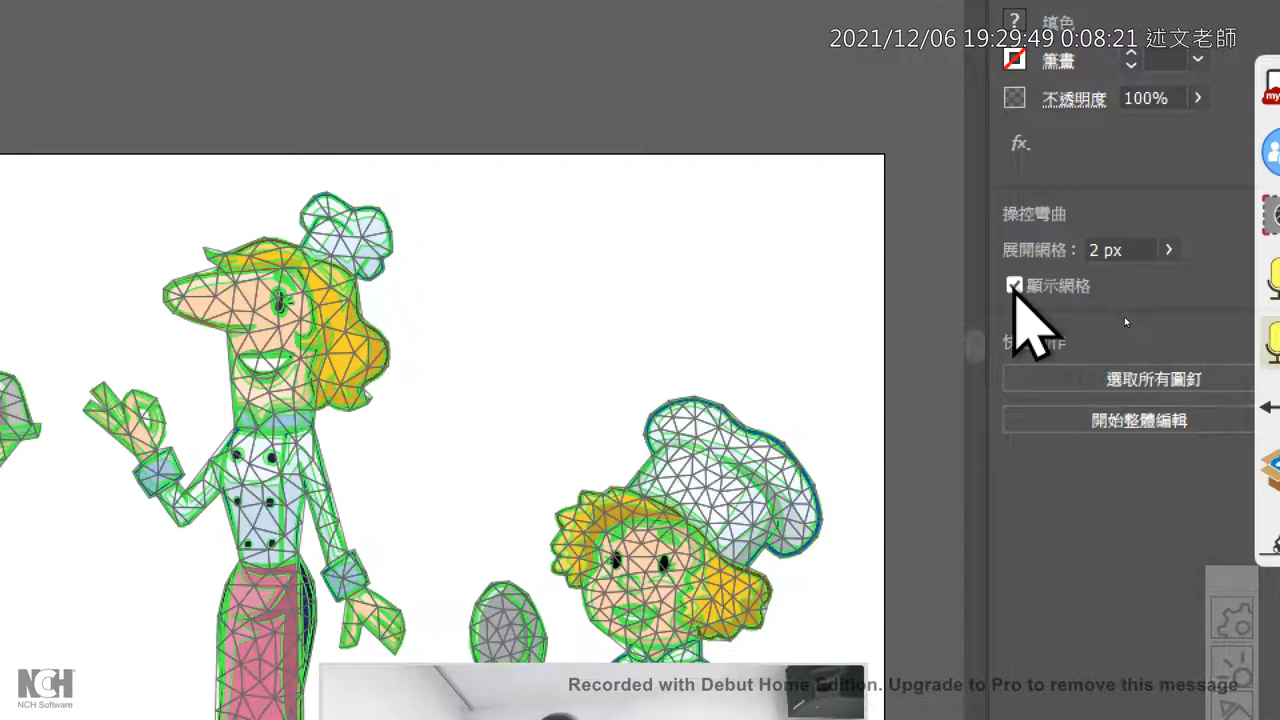 ?
填色
2021/12/06 19:29:49 0:08:21 述文老師
筆畫
不透明度 100%
fx.
操控彎曲
展開網格： 2 px
顯示網格
選取所有圖釘
開始整體編輯
my
NCH
NCH Software
Recorded with Debut Home Edition. Upgrade to Pro to remove this message